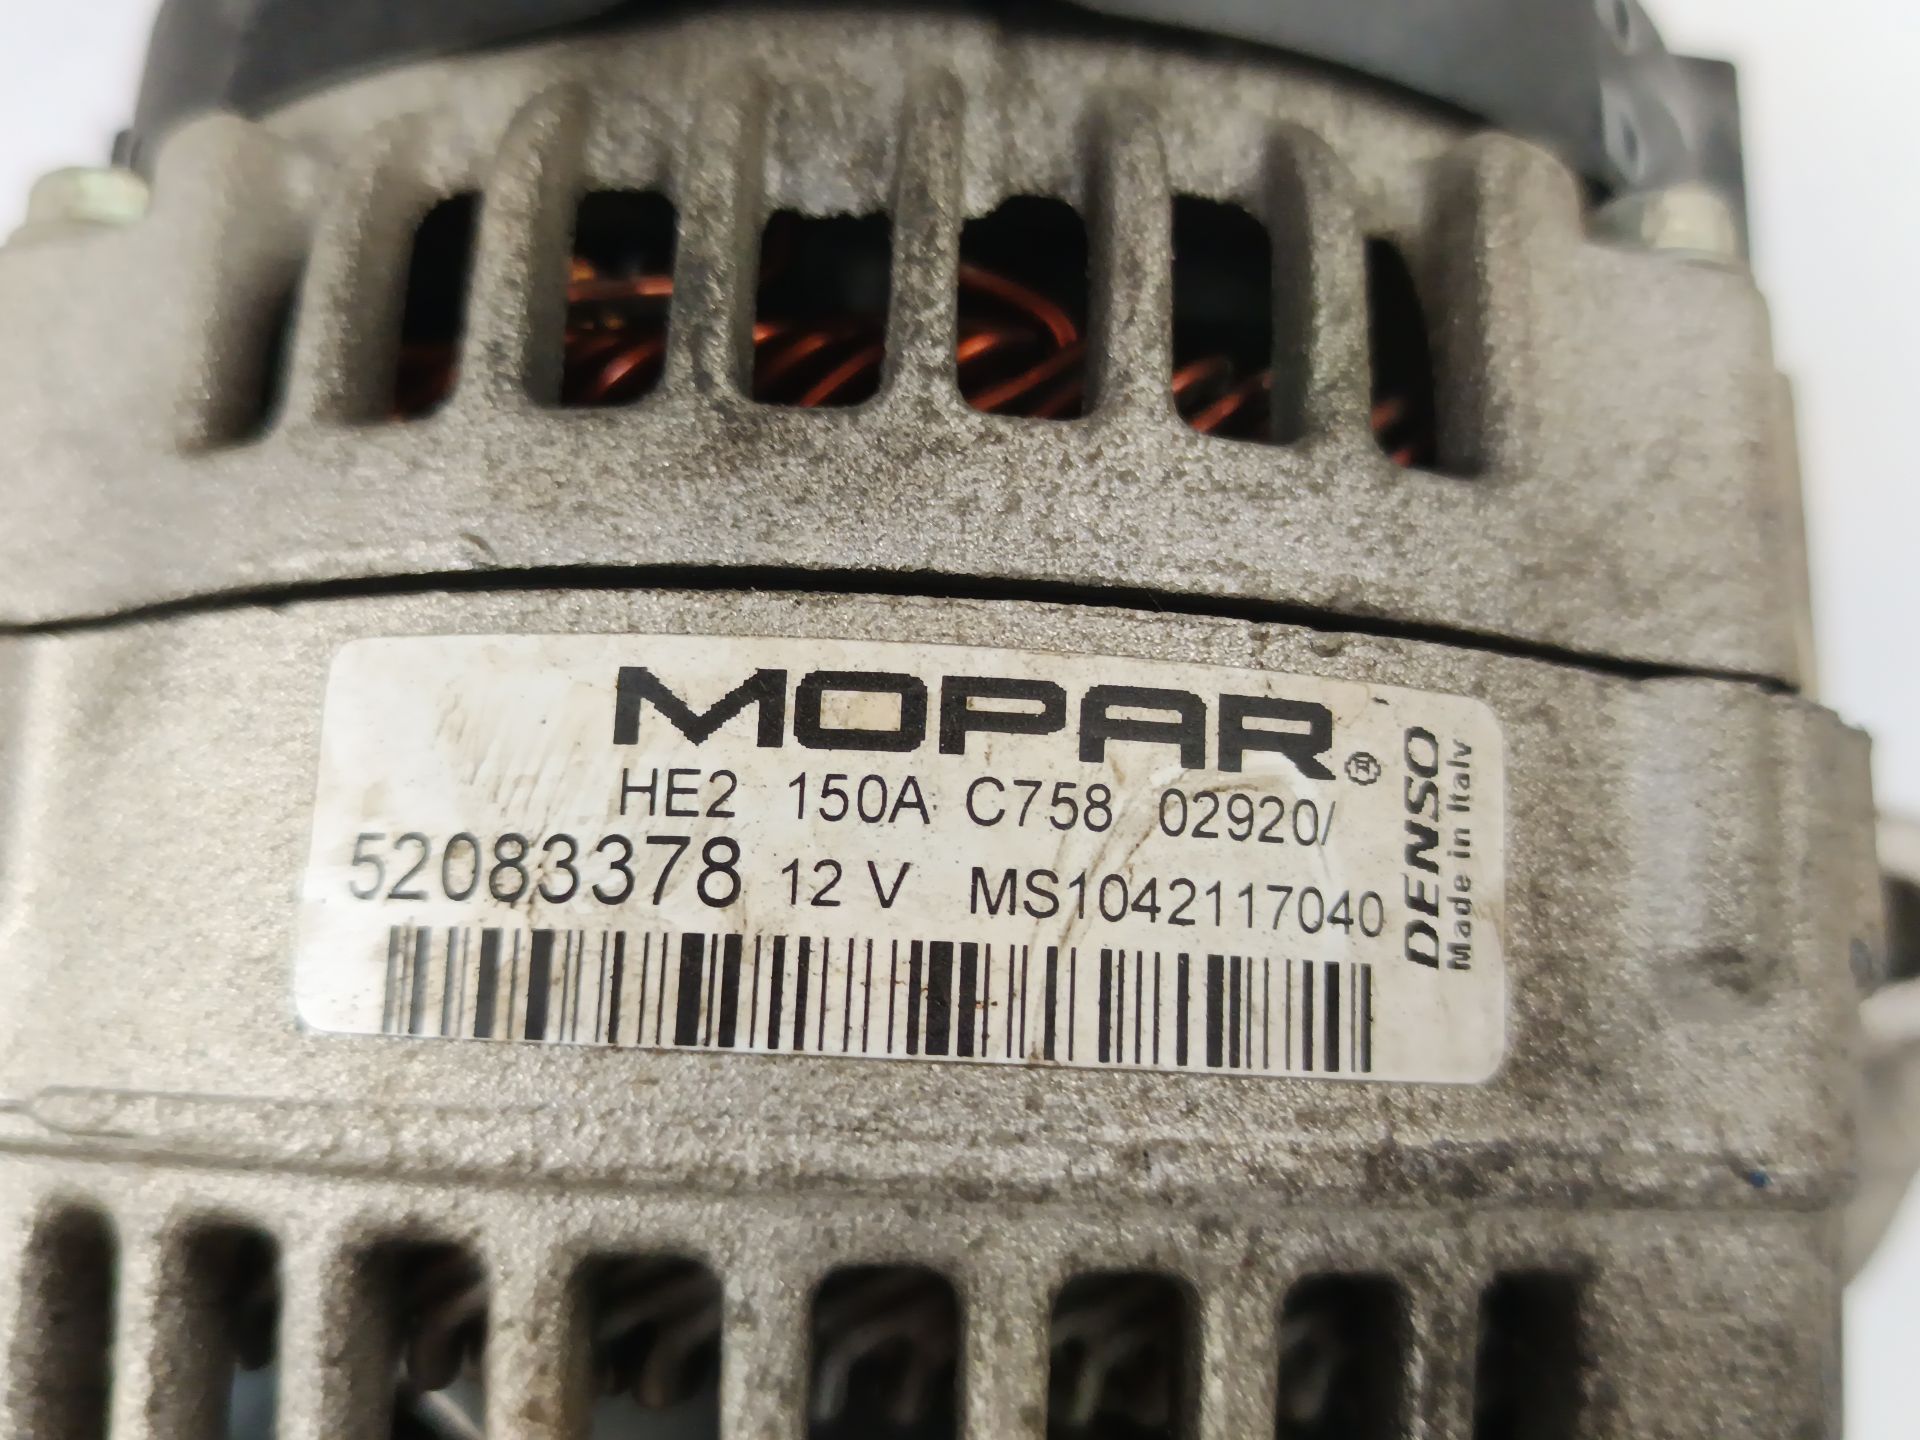 MOPAR®
HE2 150A C758 02920/
52083378 12 V MS1042117040
DENSO
Made in Italy